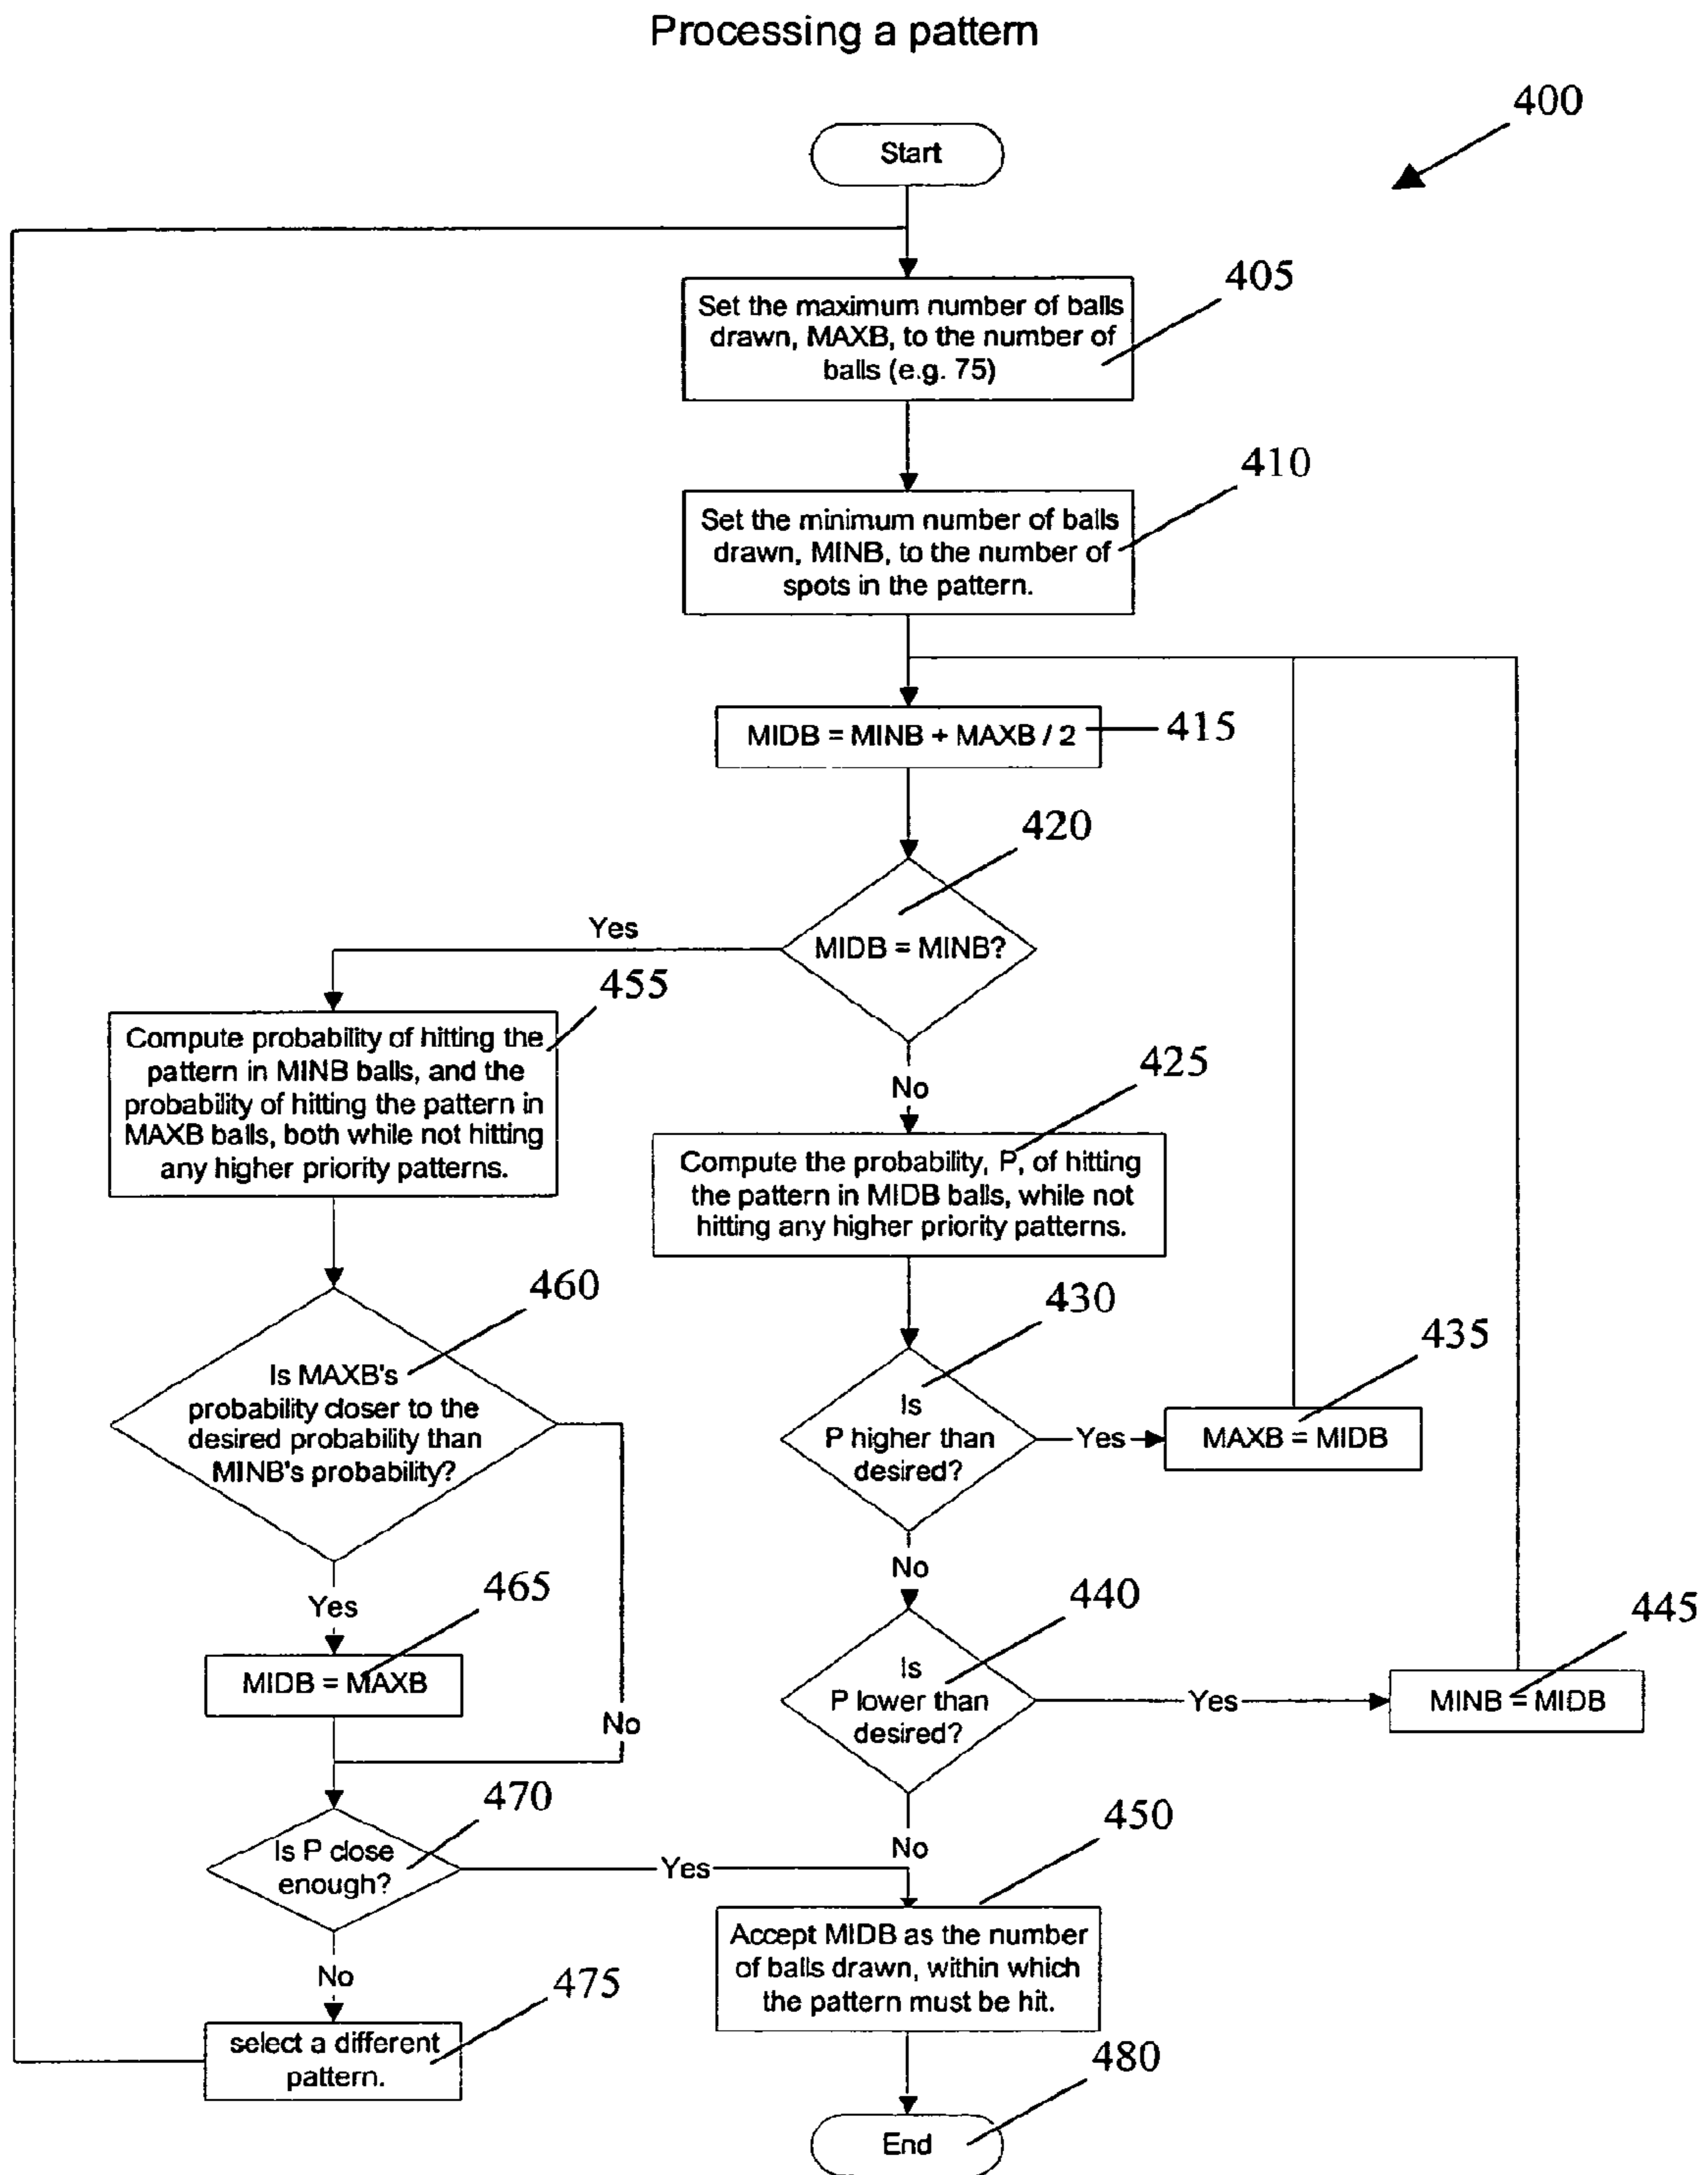 Processing a pattern
400
Start
405
Set the maximum number of balls
drawn, MAXB, to the number of
balls (e.g. 75)
410
Set the minimum number of balls
drawn, MINB, to the number of
spots in the pattern.
MIDB = MINB + MAXB / 2
415
420
MIDB = MINB?
Yes
No
455
Compute probability of hitting the
pattern in MINB balls, and the
probability of hitting the pattern in
MAXB balls, both while not hitting
any higher priority patterns.
425
Compute the probability, P, of hitting
the pattern in MIDB balls, while not
hitting any higher priority patterns.
460
Is MAXB's
probability closer to the
desired probability than
MINB's probability?
430
Is
P higher than
desired?
Yes
435
MAXB = MIDB
No
Yes
465
MIDB = MAXB
No
440
Is
P lower than
desired?
Yes
445
MINB = MIDB
No
470
Is P close
enough?
Yes
450
Accept MIDB as the number
of balls drawn, within which
the pattern must be hit.
No
475
select a different
pattern.
480
End